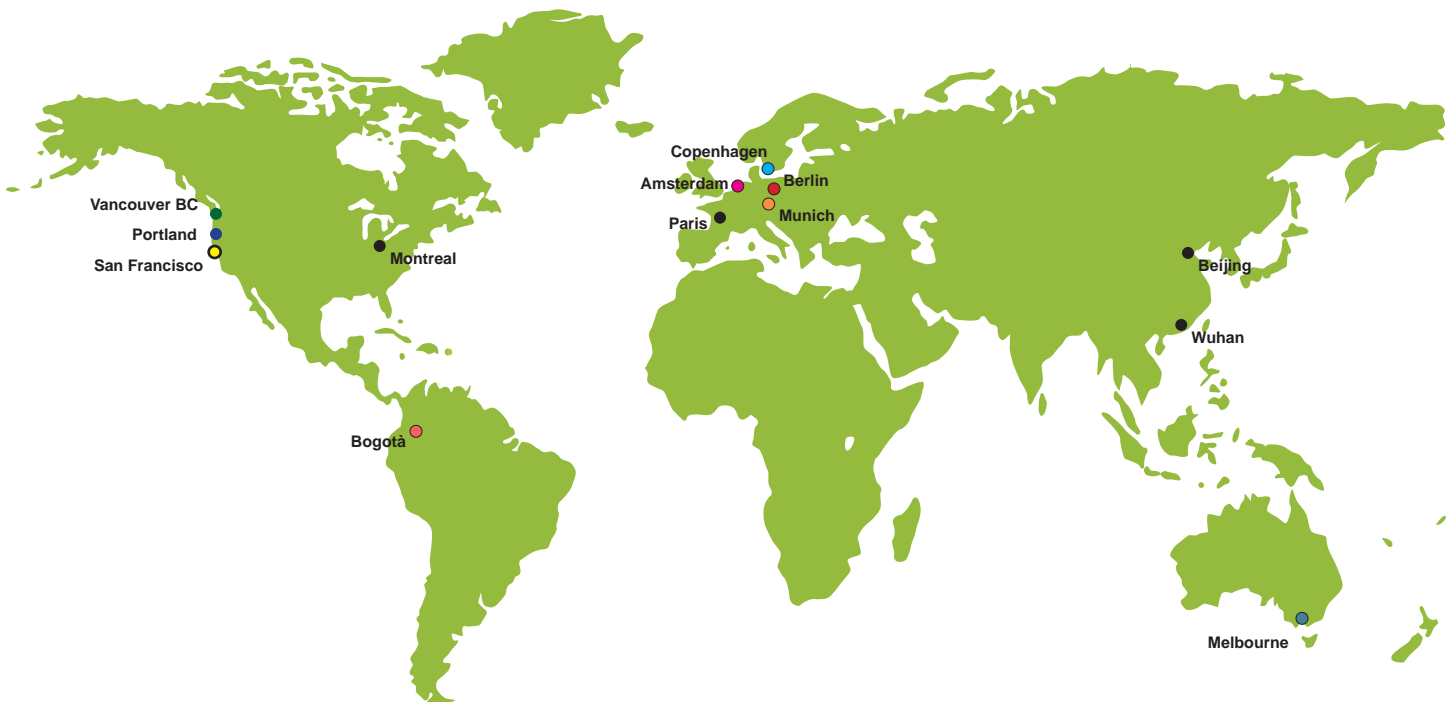 Copenhagen
Amsterdam
Berlin
Vancouver BC
Munich
Paris
Portland
Montreal
San Francisco
Beijing
Wuhan
Bogotà
Melbourne